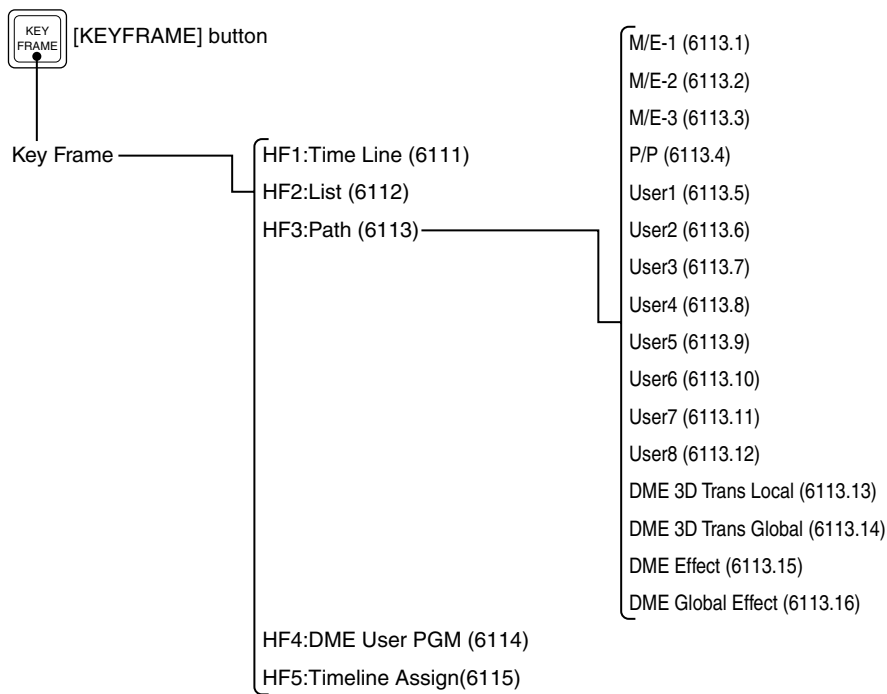 KEY
FRAME
[KEYFRAME] button
Key Frame
HF1:Time Line (6111)
HF2:List (6112)
HF3:Path (6113)
M/E-1 (6113.1)
M/E-2 (6113.2)
M/E-3 (6113.3)
P/P (6113.4)
User1 (6113.5)
User2 (6113.6)
User3 (6113.7)
User4 (6113.8)
User5 (6113.9)
User6 (6113.10)
User7 (6113.11)
User8 (6113.12)
DME 3D Trans Local (6113.13)
DME 3D Trans Global (6113.14)
DME Effect (6113.15)
DME Global Effect (6113.16)
HF4:DME User PGM (6114)
HF5:Timeline Assign(6115)